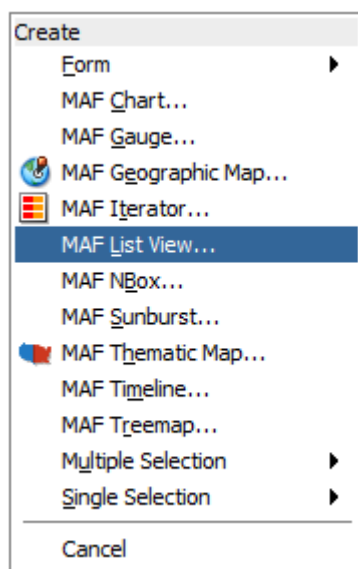 Create
Form
MAF Chart...
MAF Gauge...
MAF Geographic Map...
MAF Iterator...
MAF List View...
MAF NBox...
MAF Sunburst...
MAF Thematic Map...
MAF Timeline...
MAF Treemap...
Multiple Selection
Single Selection
Cancel